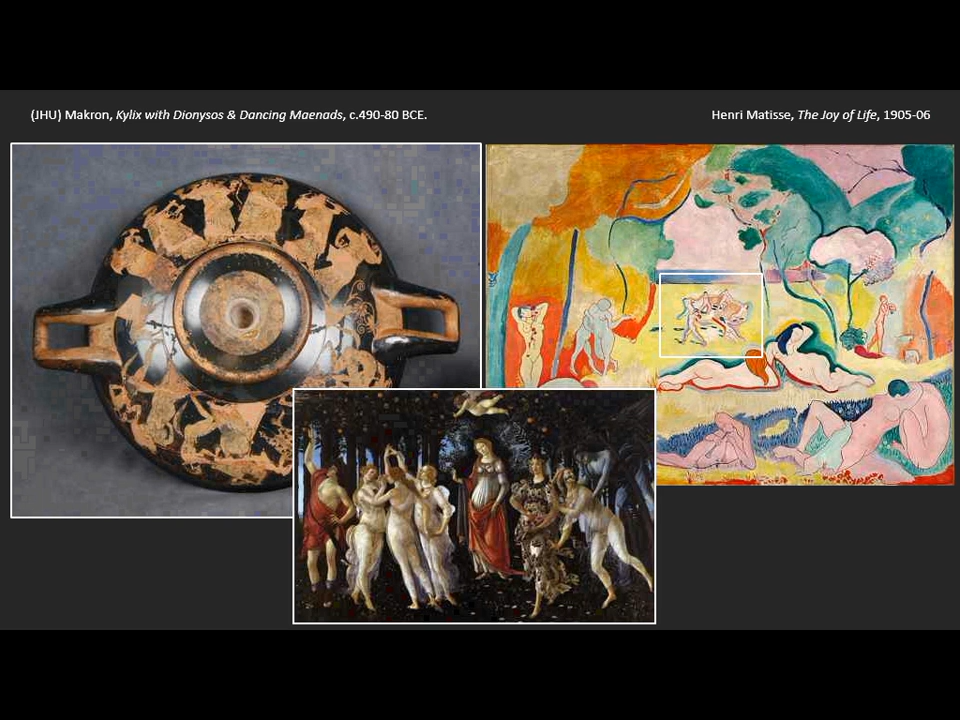 (JHU) Makron, Kylix with Dionysos & Dancing Maenads, c.490-80 BCE.
Henri Matisse, The Joy of Life, 1905-06